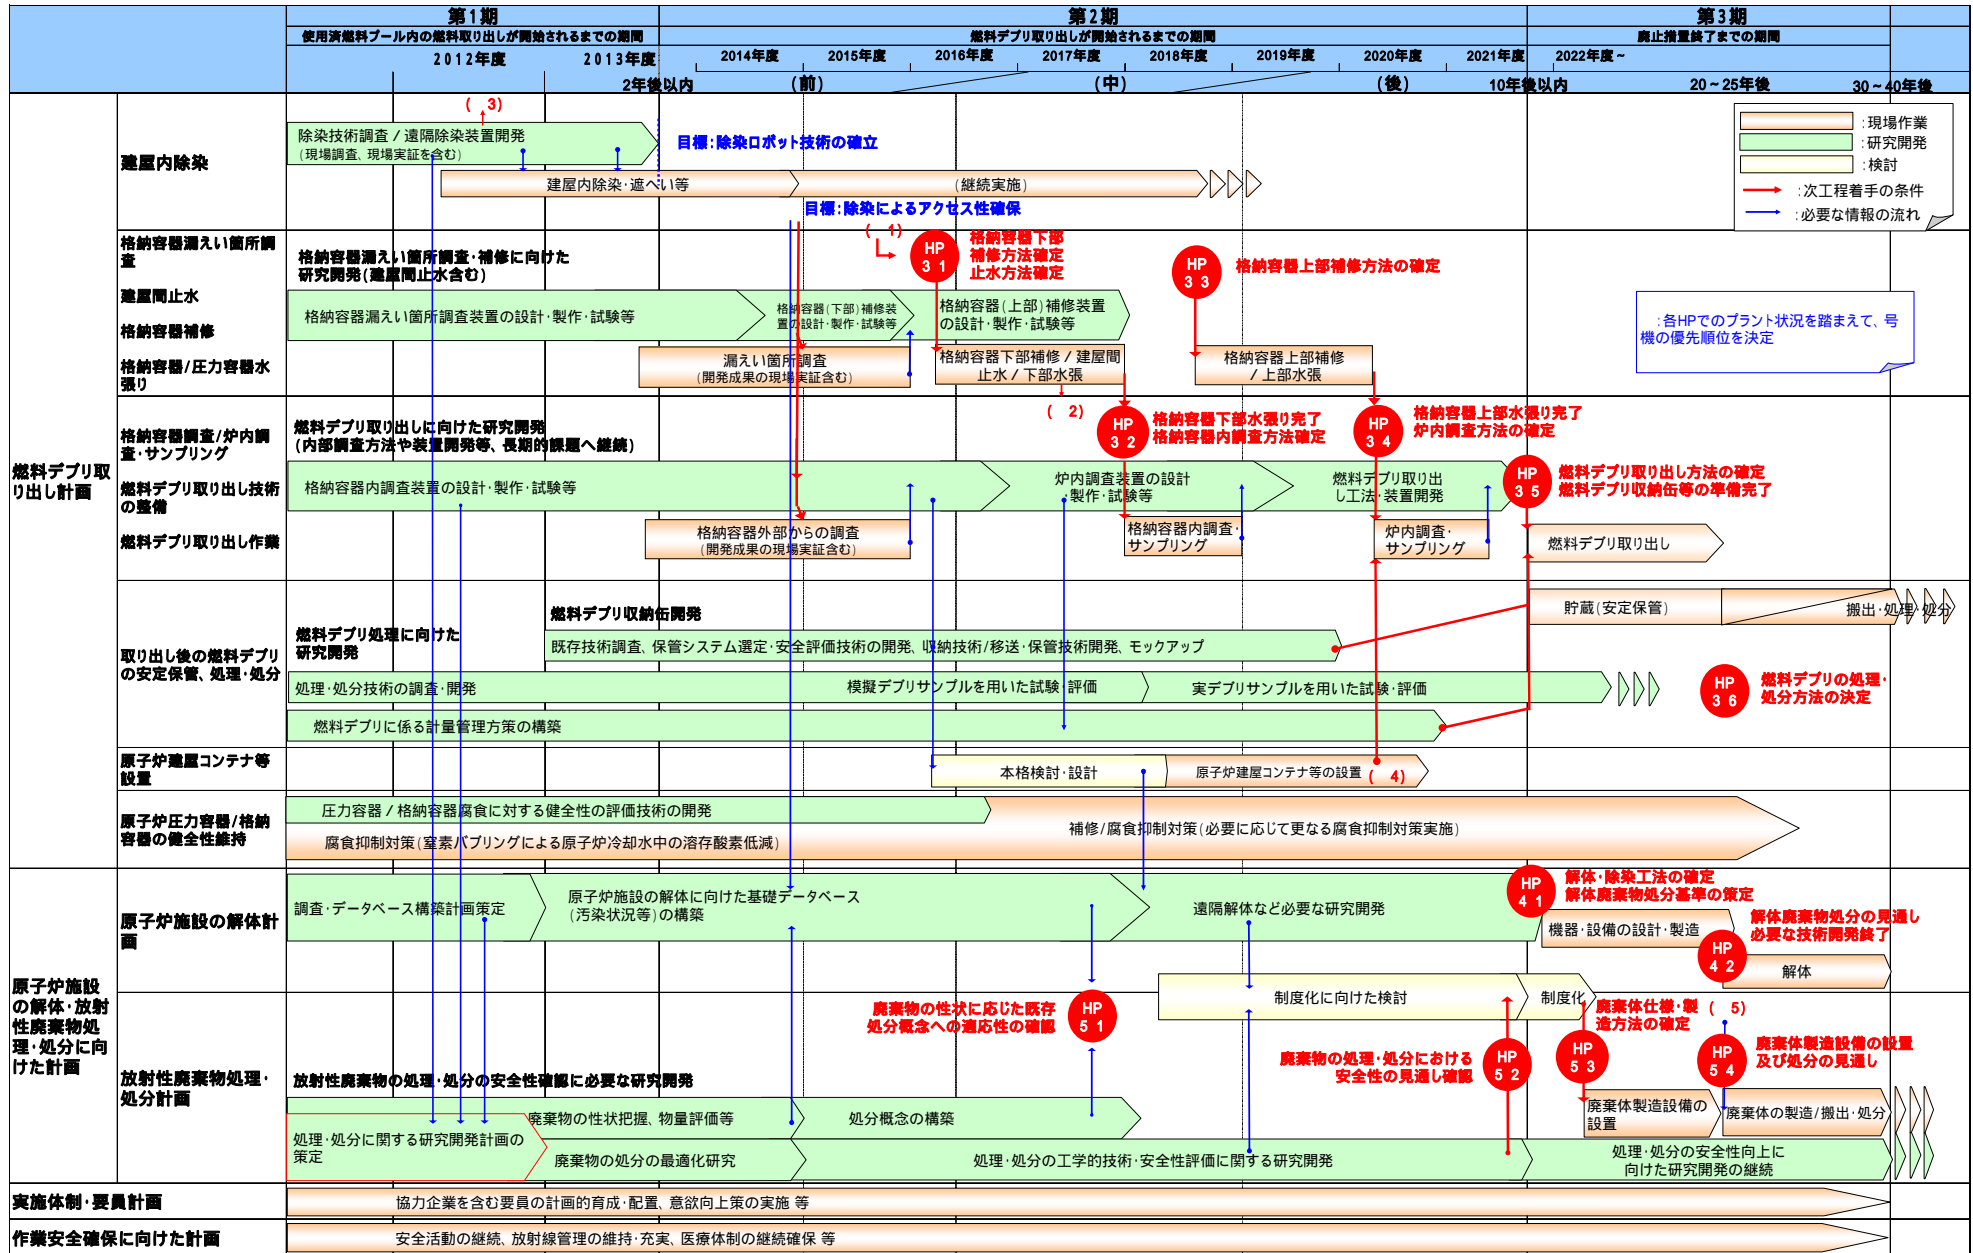 第1期
第2期
第3期
使用済燃料プール内の燃料取り出しが開始されるまでの期間
燃料デブリ取り出しが開始されるまでの期間
廃止措置終了までの期間
2012年度
2013年度
2014年度
2015年度
2016年度
2017年度
2018年度
2019年度
2020年度
2021年度
2022年度~
2年後以内
(前)
(中)
(後)
10年後以内
20~25年後
30~40年後
:現場作業
:研究開発
:検討
:次工程着手の条件
:必要な情報の流れ
:各HPでのプラント状況を踏まえて、号
機の優先順位を決定
燃料デブリ取
り出し計画
建屋内除染
( 3)
除染技術調査/遠隔除染装置開発
(現場調査、現場実証を含む)
目標:除染ロボット技術の確立
建屋内除染・遮へい等
(継続実施)
目標:除染によるアクセス性確保
格納容器漏えい箇所調
査
建屋間止水
格納容器補修
格納容器/圧力容器水
張り
格納容器漏えい箇所調査・補修に向けた
研究開発(建屋間止水含む)
( 1)
HP
31
格納容器下部
補修方法確定
止水方法確定
HP
33
格納容器上部補修方法の確定
格納容器漏えい箇所調査装置の設計・製作・試験等
格納容器(下部)補修装
置の設計・製作・試験等
格納容器(上部)補修装置
の設計・製作・試験等
漏えい箇所調査
(開発成果の現場実証含む)
格納容器下部補修/建屋間
止水/下部水張
格納容器上部補修
/上部水張
格納容器調査/炉内調
査・サンプリング
燃料デブリ取り出し技術
の整備
燃料デブリ取り出し作業
燃料デブリ取り出しに向けた研究開発
(内部調査方法や装置開発等、長期的課題へ継続)
( 2)
HP
32
格納容器下部水張り完了
格納容器内調査方法確定
HP
34
格納容器上部水張り完了
炉内調査方法の確定
HP
35
燃料デブリ取り出し方法の確定
燃料デブリ収納缶等の準備完了
格納容器内調査装置の設計・製作・試験等
炉内調査装置の設計
・製作・試験等
燃料デブリ取り出
し工法・装置開発
格納容器外部からの調査
(開発成果の現場実証含む)
格納容器内調査・
サンプリング
炉内調査・
サンプリング
燃料デブリ取り出し
取り出し後の燃料デブリ
の安定保管、処理・処分
燃料デブリ処理に向けた
研究開発
燃料デブリ収納缶開発
貯蔵(安定保管)
搬出・処理・処分
既存技術調査、保管システム選定・安全評価技術の開発、収納技術/移送・保管技術開発、モックアップ
処理・処分技術の調査・開発
模擬デブリサンプルを用いた試験・評価
実デブリサンプルを用いた試験・評価
HP
36
燃料デブリの処理・
処分方法の決定
燃料デブリに係る計量管理方策の構築
原子炉建屋コンテナ等
設置
本格検討・設計
原子炉建屋コンテナ等の設置
( 4)
原子炉圧力容器/格納
容器の健全性維持
圧力容器/格納容器腐食に対する健全性の評価技術の開発
腐食抑制対策(窒素バブリングによる原子炉冷却水中の溶存酸素低減)
補修/腐食抑制対策(必要に応じて更なる腐食抑制対策実施)
原子炉施設
の解体・放射
性廃棄物処
理・処分に向
けた計画
原子炉施設の解体計
画
調査・データベース構築計画策定
原子炉施設の解体に向けた基礎データベース
(汚染状況等)の構築
遠隔解体など必要な研究開発
HP
41
解体・除染工法の確定
解体廃棄物処分基準の策定
機器・設備の設計・製造
HP
42
解体廃棄物処分の見通し
必要な技術開発終了
解体
制度化に向けた検討
制度化
放射性廃棄物処理・
処分計画
放射性廃棄物の処理・処分の安全性確認に必要な研究開発
廃棄物の性状に応じた既存
処分概念への適応性の確認
HP
51
廃棄物の処理・処分における
安全性の見通し確認
HP
52
HP
53
廃棄体仕様・製
造方法の確定
( 5)
HP
54
廃棄体製造設備の設置
及び処分の見通し
処理・処分に関する研究開発計画の
策定
廃棄物の性状把握、物量評価等
処分概念の構築
廃棄体製造設備の
設置
廃棄体の製造/搬出・処分
廃棄物の処分の最適化研究
処理・処分の工学的技術・安全性評価に関する研究開発
処理・処分の安全性向上に
向けた研究開発の継続
実施体制・要員計画
協力企業を含む要員の計画的育成・配置、意欲向上策の実施 等
作業安全確保に向けた計画
安全活動の継続、放射線管理の維持・充実、医療体制の継続確保 等